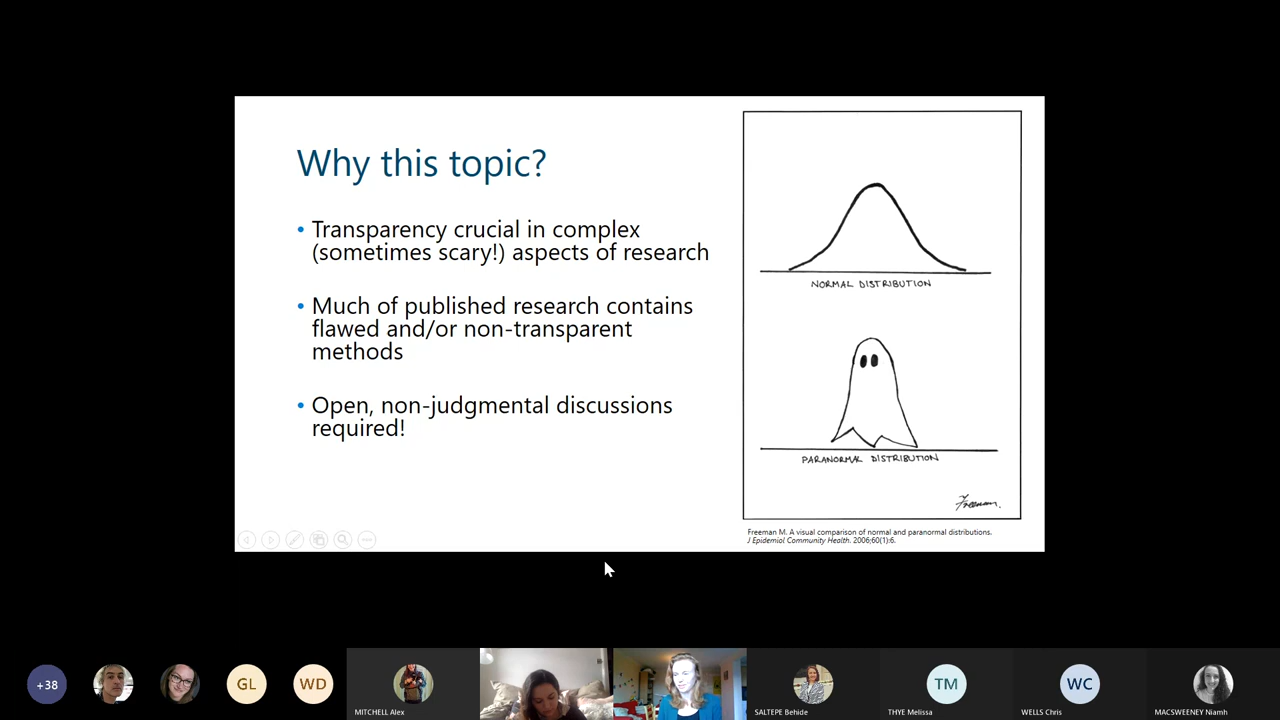 Why this topic?
• Transparency crucial in complex
(sometimes scary!) aspects of research
• Much of published research contains
flawed and/or non-transparent
methods
• Open, non-judgmental discussions
required!
NORMAL DISTRIBUTION
PARANORMAL DISTRIBUTION
Freeman.
Freeman M. A visual comparison of normal and paranormal distributions.
J Epidemiol Community Health. 2006;60(1):6.
+38
GL
WD
MITCHELL Alex
SALTEPE Behide
TM
THYE Melissa
WC
WELLS Chris
MACSWEENEY Niamh